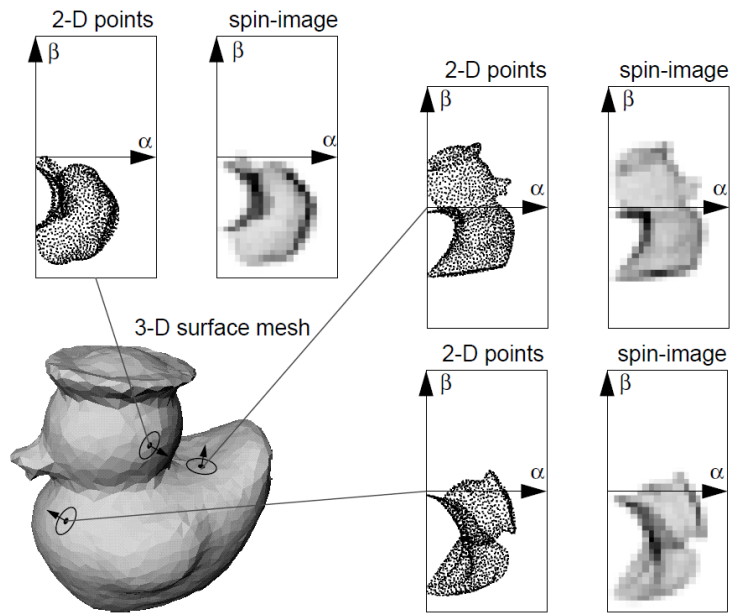 2-D points
spin-image
β
α
β
α
2-D points
spin-image
β
α
β
α
3-D surface mesh
2-D points
spin-image
β
α
β
α